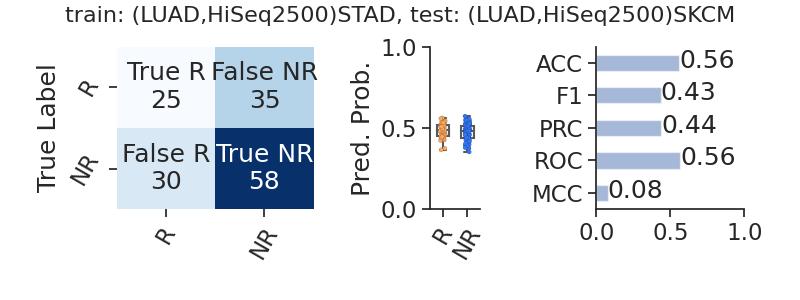 train: (LUAD,HiSeq2500)STAD, test: (LUAD,HiSeq2500)SKCM
True Label
R
NR
True R
25
False NR
35
False R
30
True NR
58
R
NR
Pred. Prob.
1.0
0.5
0.0
R
NR
ACC
0.56
F1
0.43
PRC
0.44
ROC
0.56
MCC
0.08
0.0
0.5
1.0